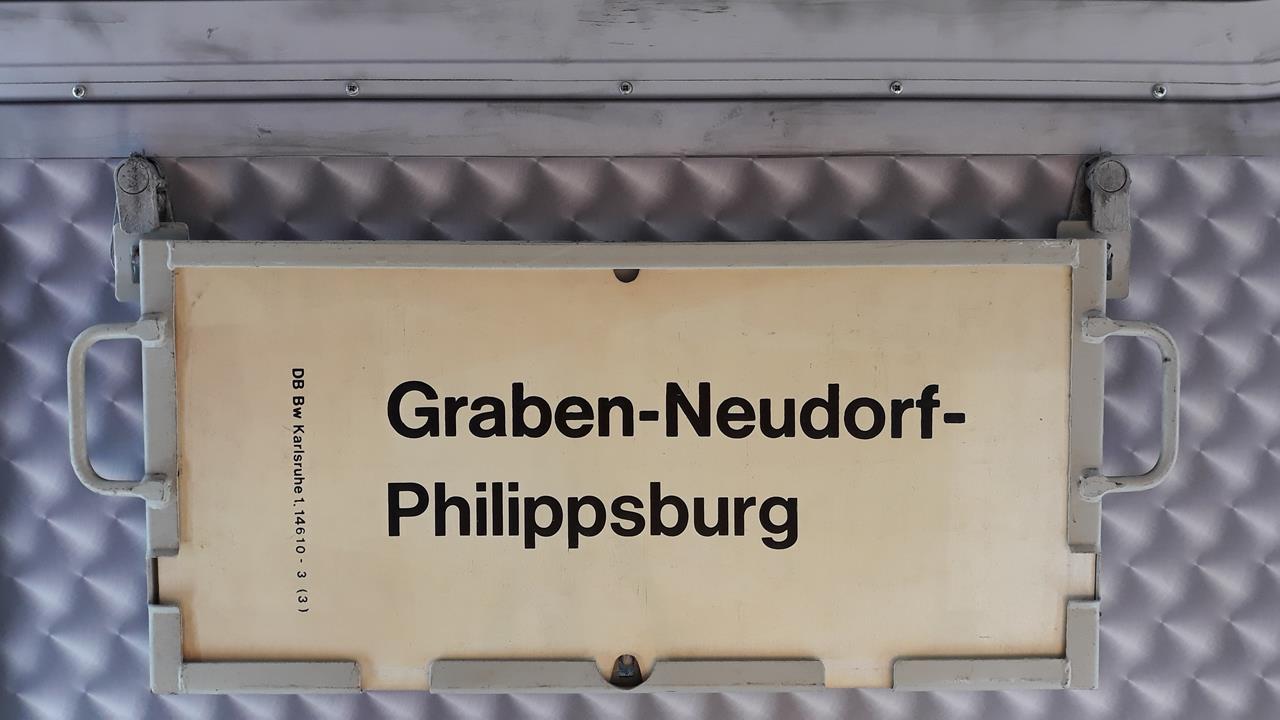 Graben-Neudorf-
Philippsburg
DB Bw Karlsruhe 1.14610 - 3 (3)